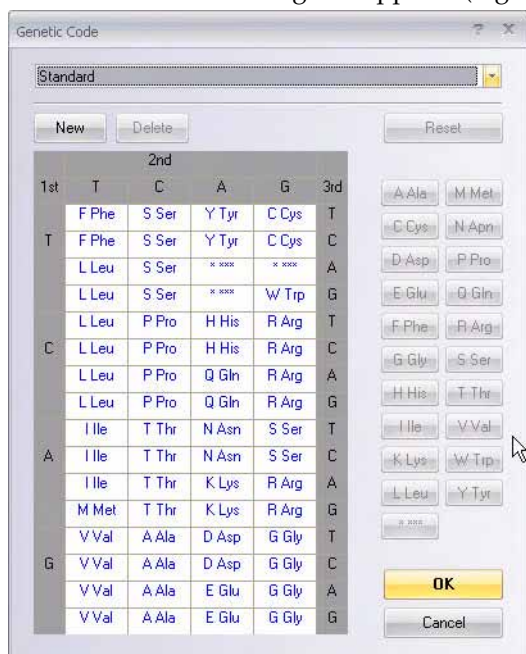 Genetic Code ? X
Standard
New Delete Reset
2nd
1st T C A G 3rd
F Phe S Ser Y Tyr C Cys T
T F Phe S Ser Y Tyr C Cys C
L Leu S Ser * *** * *** A
L Leu S Ser * *** W Trp G
L Leu P Pro H His R Arg T
C L Leu P Pro H His R Arg C
L Leu P Pro Q Gln R Arg A
L Leu P Pro Q Gln R Arg G
I Ile T Thr N Asn S Ser T
A I Ile T Thr N Asn S Ser C
I Ile T Thr K Lys R Arg A
M Met T Thr K Lys R Arg G
V Val A Ala D Asp G Gly T
G V Val A Ala D Asp G Gly C
V Val A Ala E Glu G Gly A
V Val A Ala E Glu G Gly G
A Ala M Met
C Cys N Apn
D Asp P Pro
E Glu Q Gln
F Phe R Arg
G Gly S Ser
H His T Thr
I Ile V Val
K Lys W Trp
L Leu Y Tyr
* ***
OK
Cancel